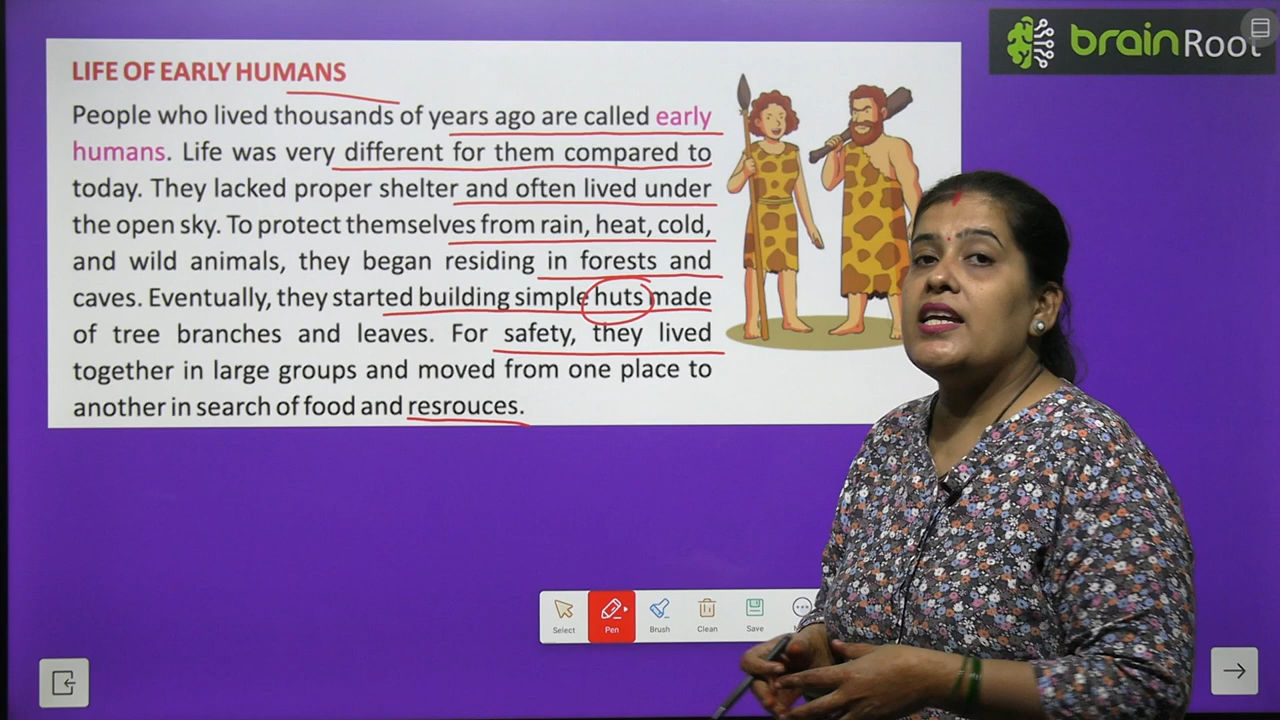 brainRoot
LIFE OF EARLY HUMANS
People who lived thousands of years ago are called early
humans. Life was very different for them compared to
today. They lacked proper shelter and often lived under
the open sky. To protect themselves from rain, heat, cold,
and wild animals, they began residing in forests and
caves. Eventually, they started building simple huts made
of tree branches and leaves. For safety, they lived
together in large groups and moved from one place to
another in search of food and resrouces.
Select Pen Brush Clean Save